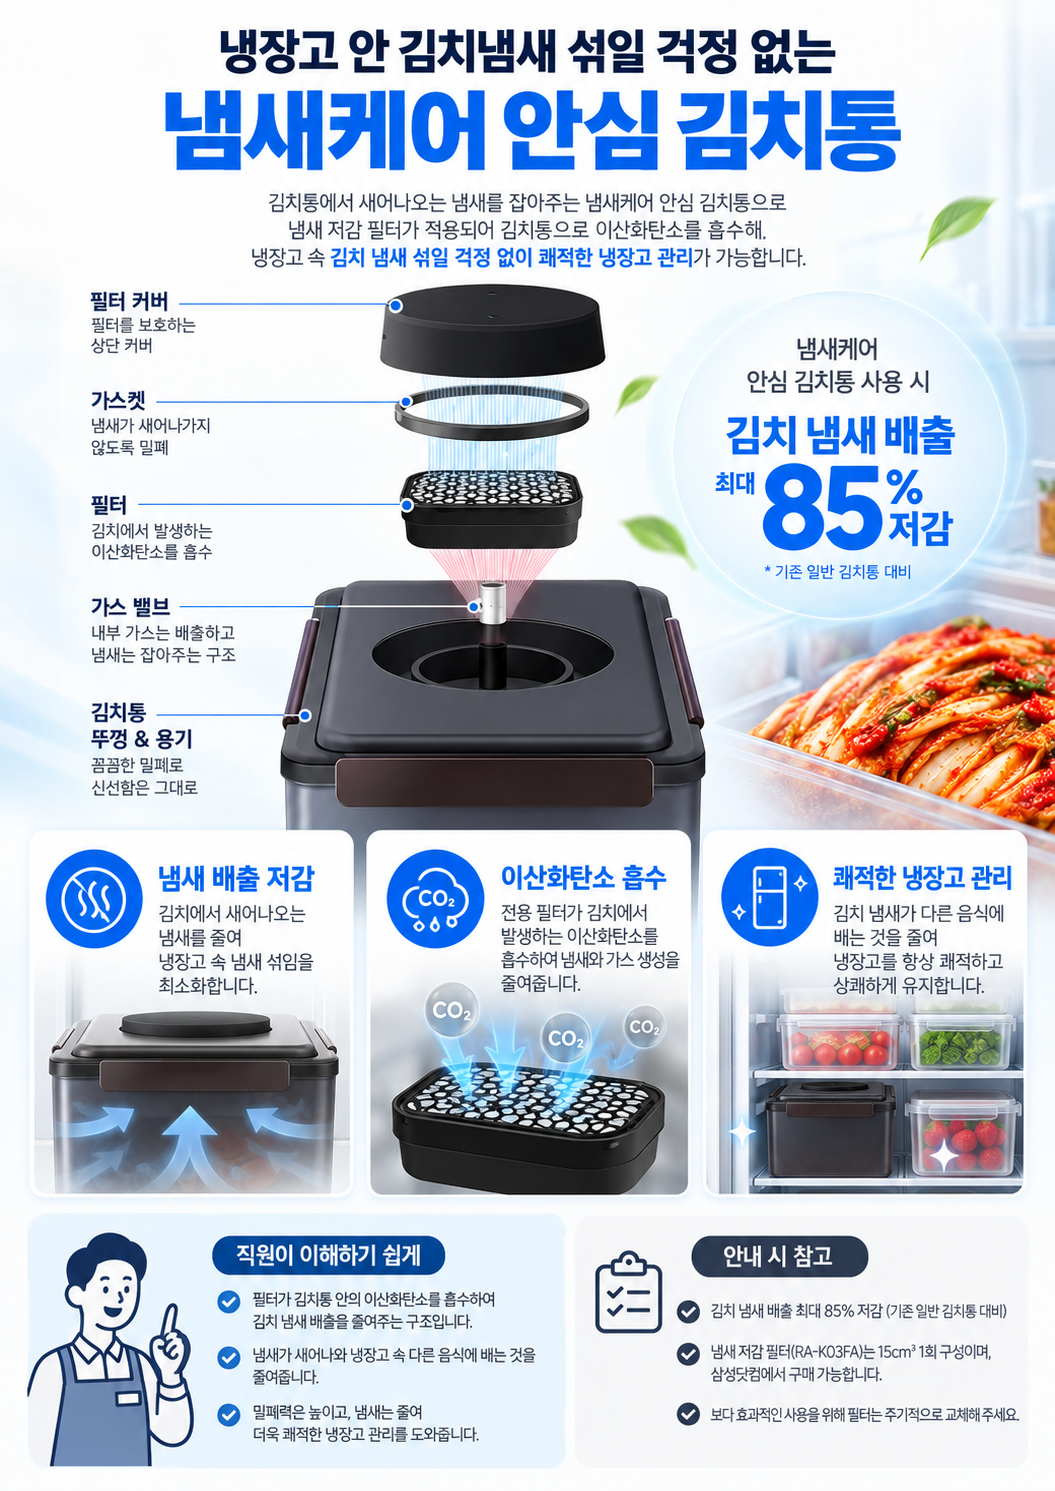 냉장고 안 김치냄새 섞일 걱정 없는
냄새케어 안심 김치통
김치통에서 새어나오는 냄새를 잡아주는 냄새케어 안심 김치통으로
냄새 저감 필터가 적용되어 김치통으로 이산화탄소를 흡수해,
냉장고 속 김치 냄새 섞일 걱정 없이 쾌적한 냉장고 관리가 가능합니다.
필터 커버
필터를 보호하는
상단 커버
가스켓
냄새가 새어나가지
않도록 밀폐
필터
김치에서 발생하는
이산화탄소를 흡수
가스 밸브
내부 가스는 배출하고
냄새는 잡아주는 구조
김치통
뚜껑 & 용기
꼼꼼한 밀폐로
신선함은 그대로
냄새케어
안심 김치통 사용 시
김치 냄새 배출
최대 85% 저감
* 기존 일반 김치통 대비
냄새 배출 저감
김치에서 새어나오는
냄새를 줄여
냉장고 속 냄새 섞임을
최소화합니다.
CO₂
이산화탄소 흡수
전용 필터가 김치에서
발생하는 이산화탄소를
흡수하여 냄새와 가스 생성을
줄여줍니다.
CO₂
CO₂
CO₂
쾌적한 냉장고 관리
김치 냄새가 다른 음식에
배는 것을 줄여
냉장고를 항상 쾌적하고
상쾌하게 유지합니다.
직원이 이해하기 쉽게
필터가 김치통 안의 이산화탄소를 흡수하여
김치 냄새 배출을 줄여주는 구조입니다.
냄새가 새어나와 냉장고 속 다른 음식에 배는 것을
줄여줍니다.
밀폐력은 높이고, 냄새는 줄여
더욱 쾌적한 냉장고 관리를 도와줍니다.
안내 시 참고
김치 냄새 배출 최대 85% 저감 (기존 일반 김치통 대비)
냄새 저감 필터(RA-K03FA)는 15cm³ 1회 구성이며,
삼성닷컴에서 구매 가능합니다.
보다 효과적인 사용을 위해 필터는 주기적으로 교체해 주세요.